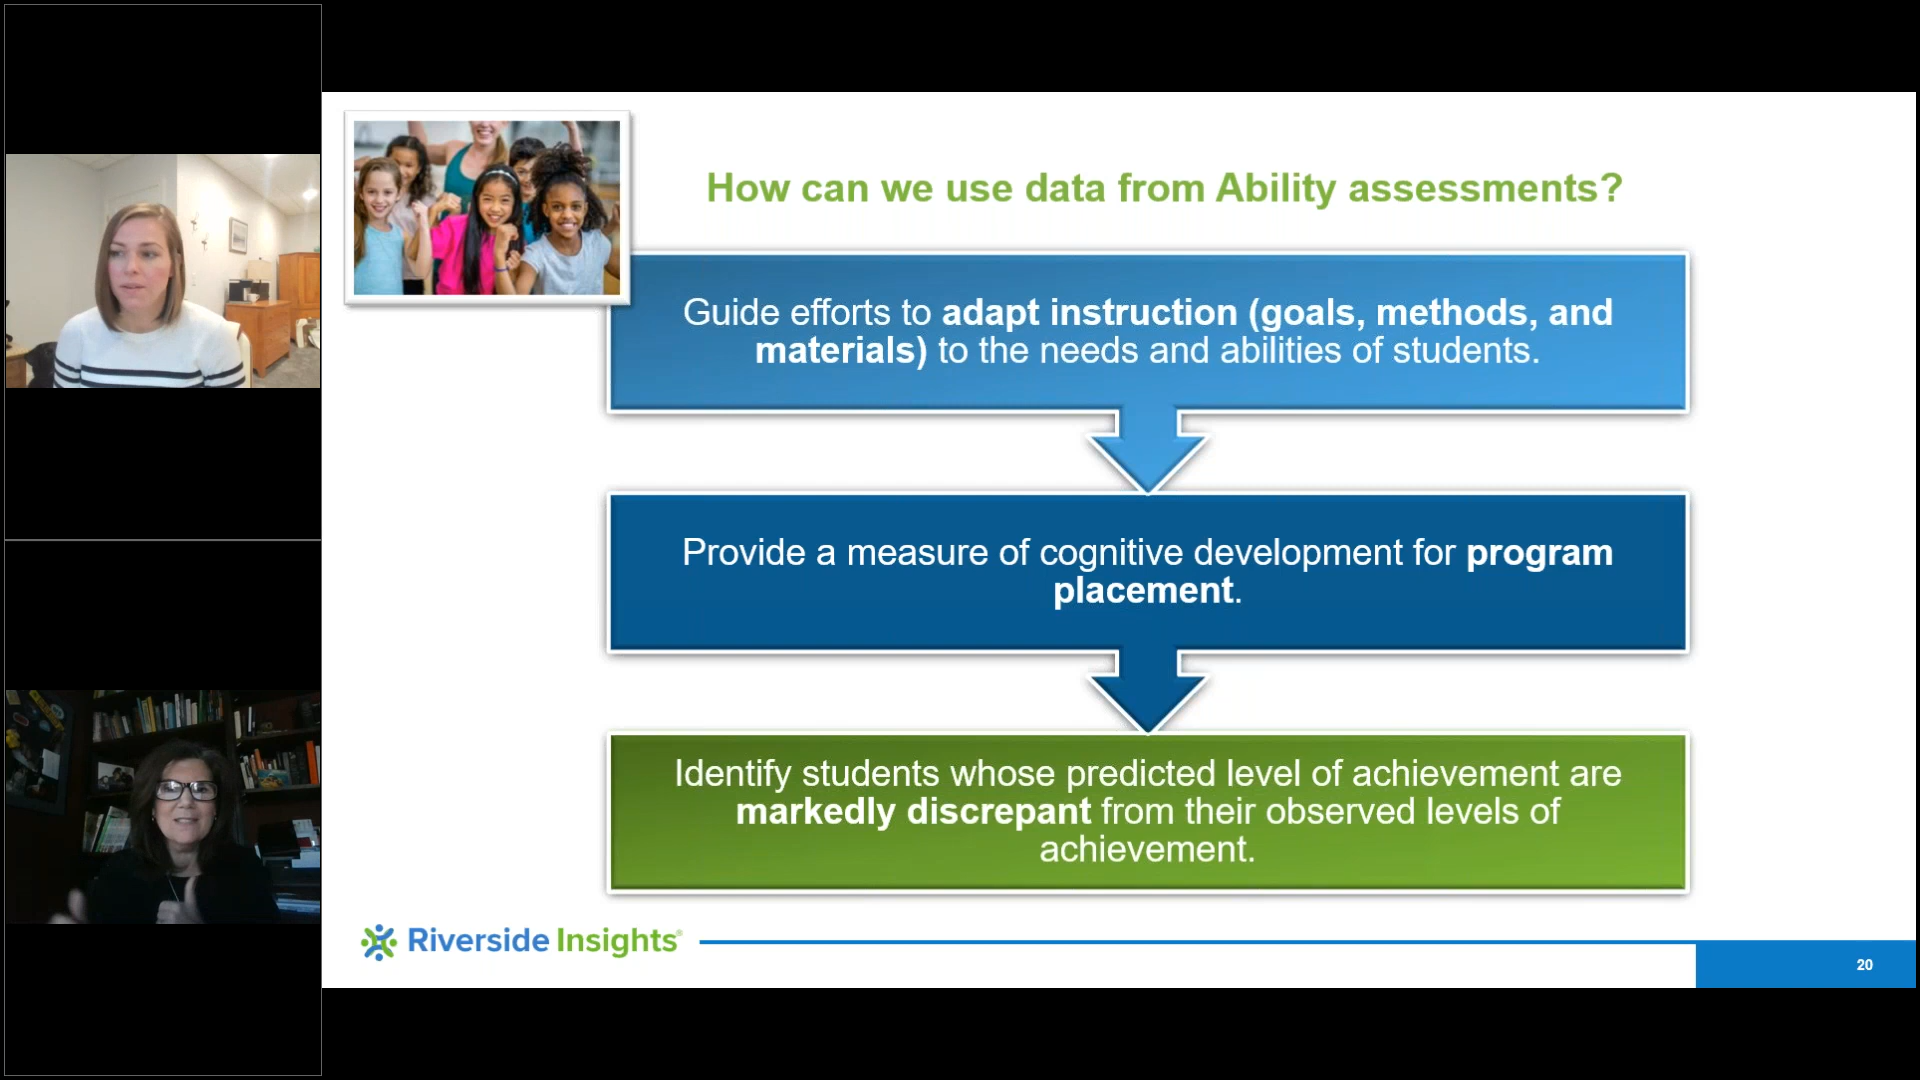 How can we use data from Ability assessments?
Guide efforts to adapt instruction (goals, methods, and
materials) to the needs and abilities of students.
Provide a measure of cognitive development for program
placement.
Identify students whose predicted level of achievement are
markedly discrepant from their observed levels of
achievement.
Riverside Insights®
20